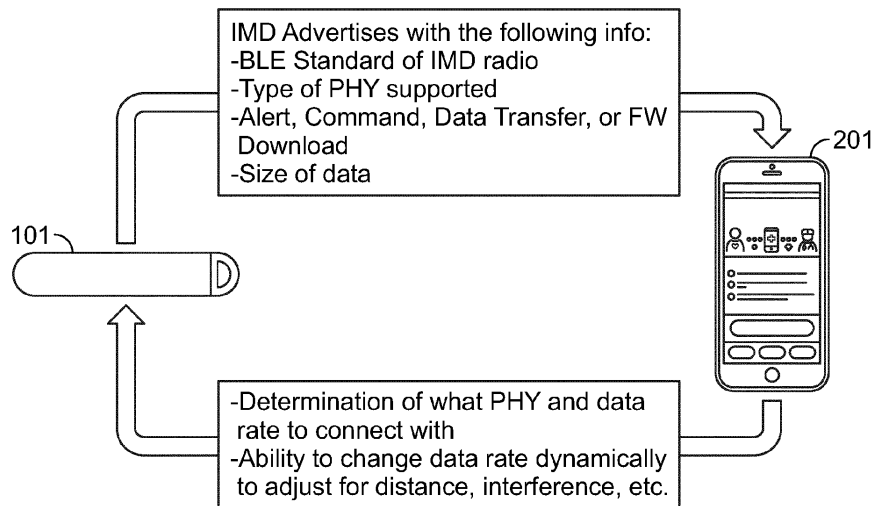 IMD Advertises with the following info:
-BLE Standard of IMD radio
-Type of PHY supported
-Alert, Command, Data Transfer, or FW
Download
-Size of data
201
101
-Determination of what PHY and data
rate to connect with
-Ability to change data rate dynamically
to adjust for distance, interference, etc.